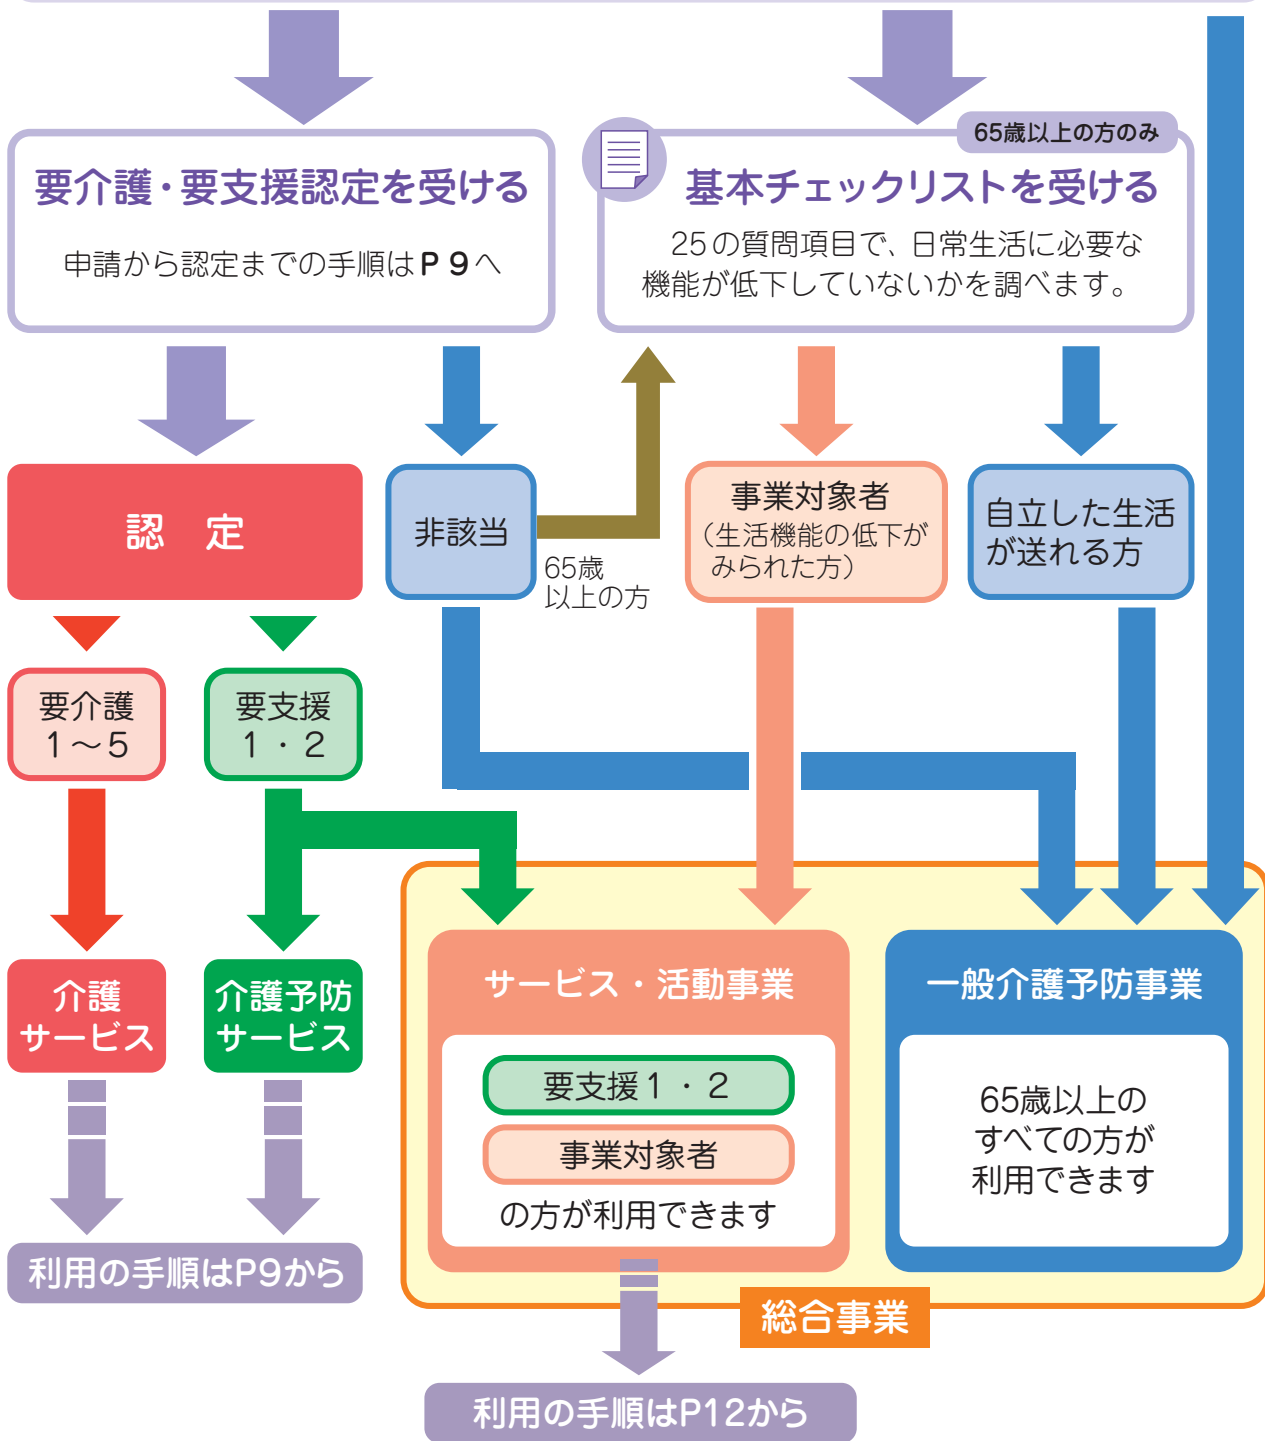 要介護・要支援認定を受ける
申請から認定までの手順はP9へ
65歳以上の方のみ
基本チェックリストを受ける
25の質問項目で、日常生活に必要な
機能が低下していないかを調べます。
認 定
非該当
65歳
以上の方
事業対象者
（生活機能の低下が
みられた方）
自立した生活
が送れる方
要介護
1〜5
要支援
1・2
介護
サービス
介護予防
サービス
利用の手順はP9から
サービス・活動事業
要支援1・2
事業対象者
の方が利用できます
一般介護予防事業
65歳以上の
すべての方が
利用できます
総合事業
利用の手順はP12から